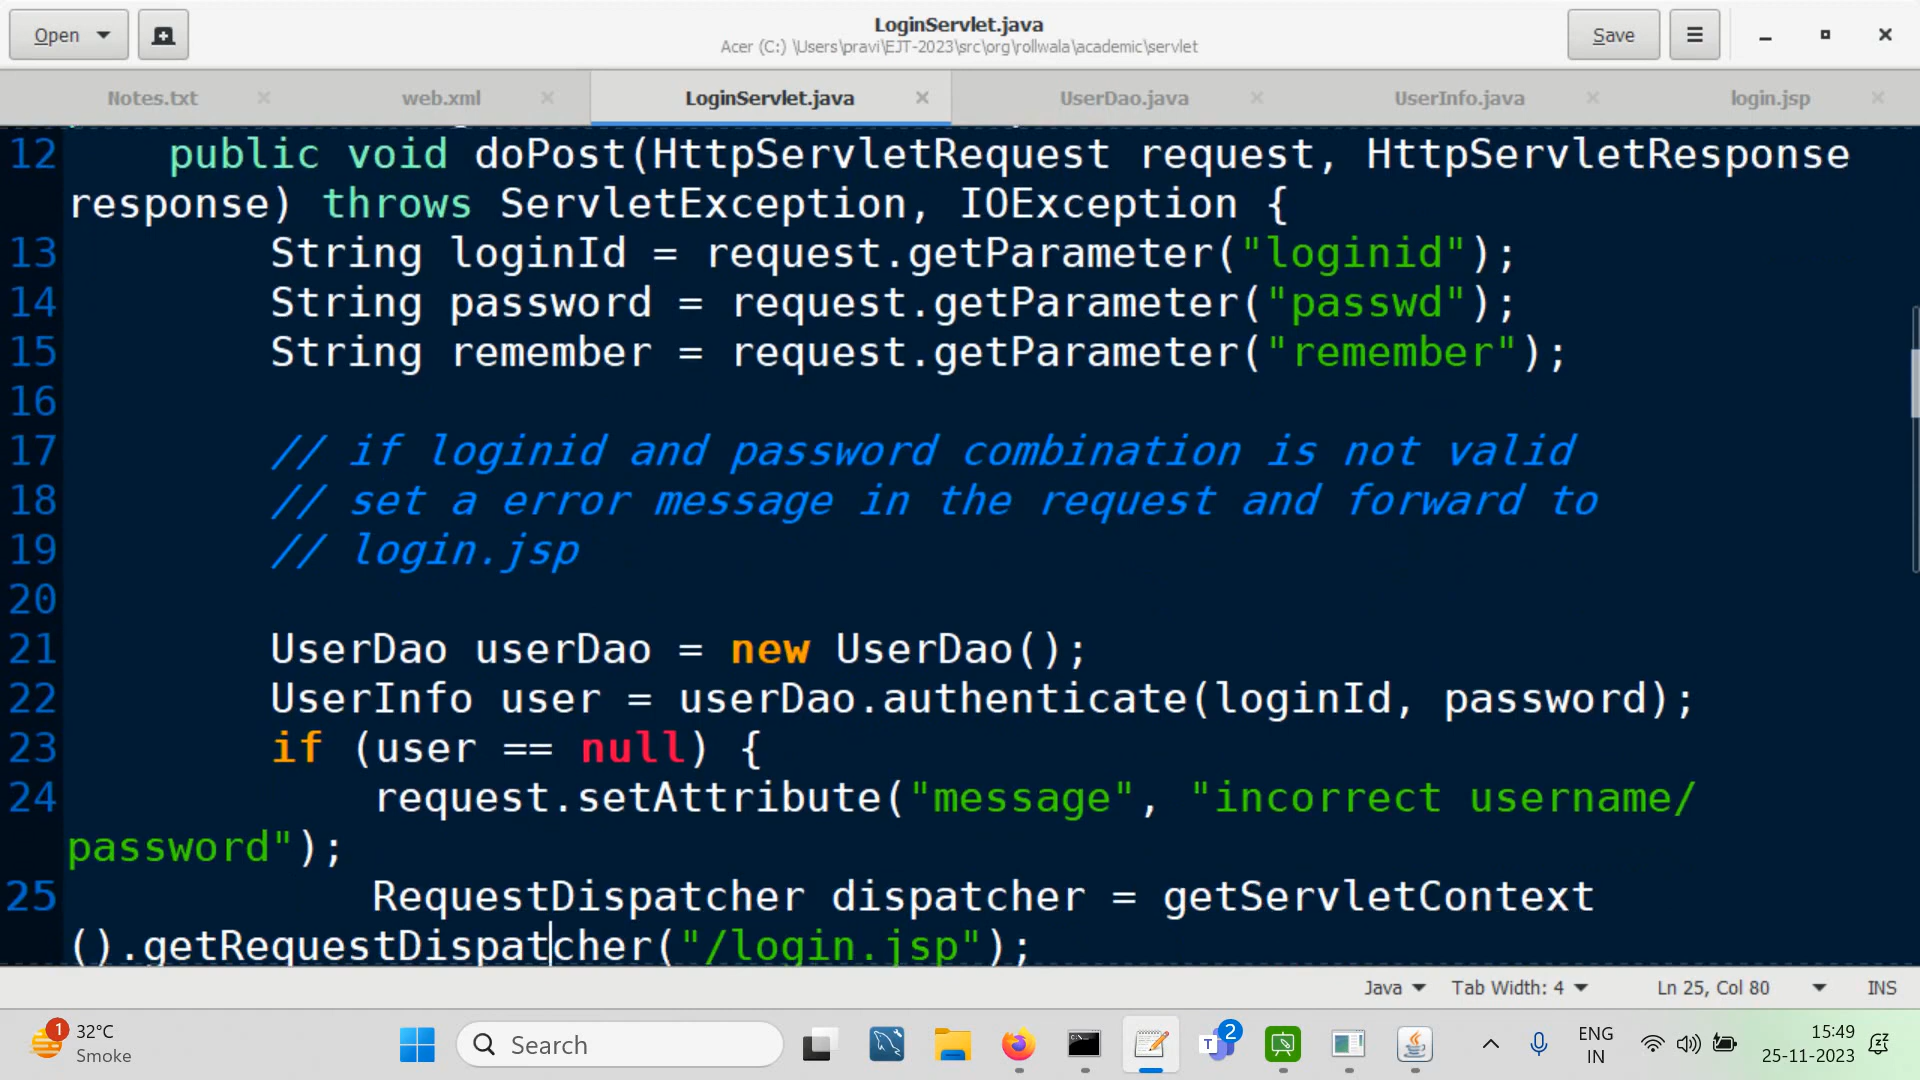 Open
LoginServlet.java
Acer (C:) \Users\pravi\EJT-2023\src\org\rollwala\academic\servlet
Save
Notes.txt
web.xml
LoginServlet.java
UserDao.java
UserInfo.java
login.jsp
12 public void doPost(HttpServletRequest request, HttpServletResponse
response) throws ServletException, IOException {
13 String loginId = request.getParameter("loginid");
14 String password = request.getParameter("passwd");
15 String remember = request.getParameter("remember");
16
17 // if loginid and password combination is not valid
18 // set a error message in the request and forward to
19 // login.jsp
20
21 UserDao userDao = new UserDao();
22 UserInfo user = userDao.authenticate(loginId, password);
23 if (user == null) {
24 request.setAttribute("message", "incorrect username/
password");
25 RequestDispatcher dispatcher = getServletContext
().getRequestDispatcher("/login.jsp");
Java
Tab Width: 4
Ln 25, Col 80
INS
1
32°C
Smoke
Search
T
2
ENG
IN
15:49
25-11-2023